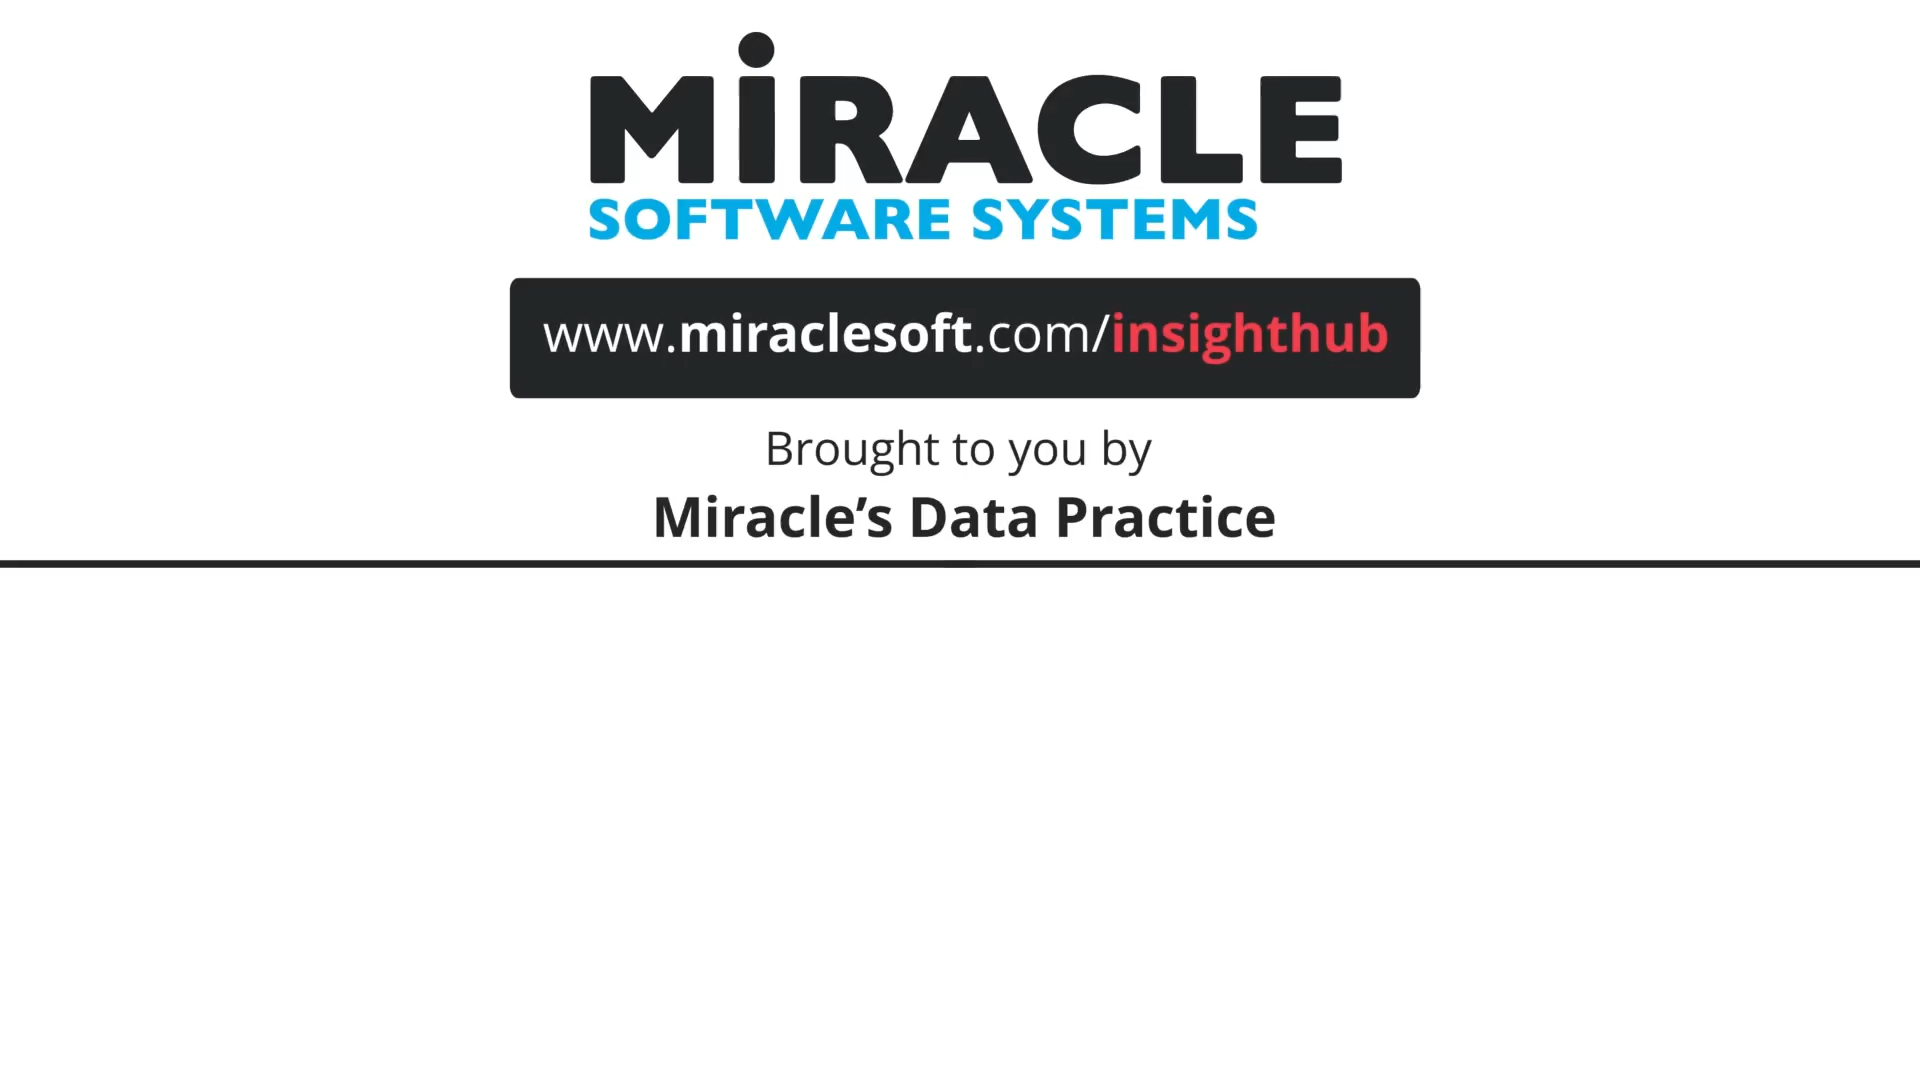 MiRACLE
SOFTWARE SYSTEMS
www.miraclesoft.com/insighthub
Brought to you by
Miracle’s Data Practice